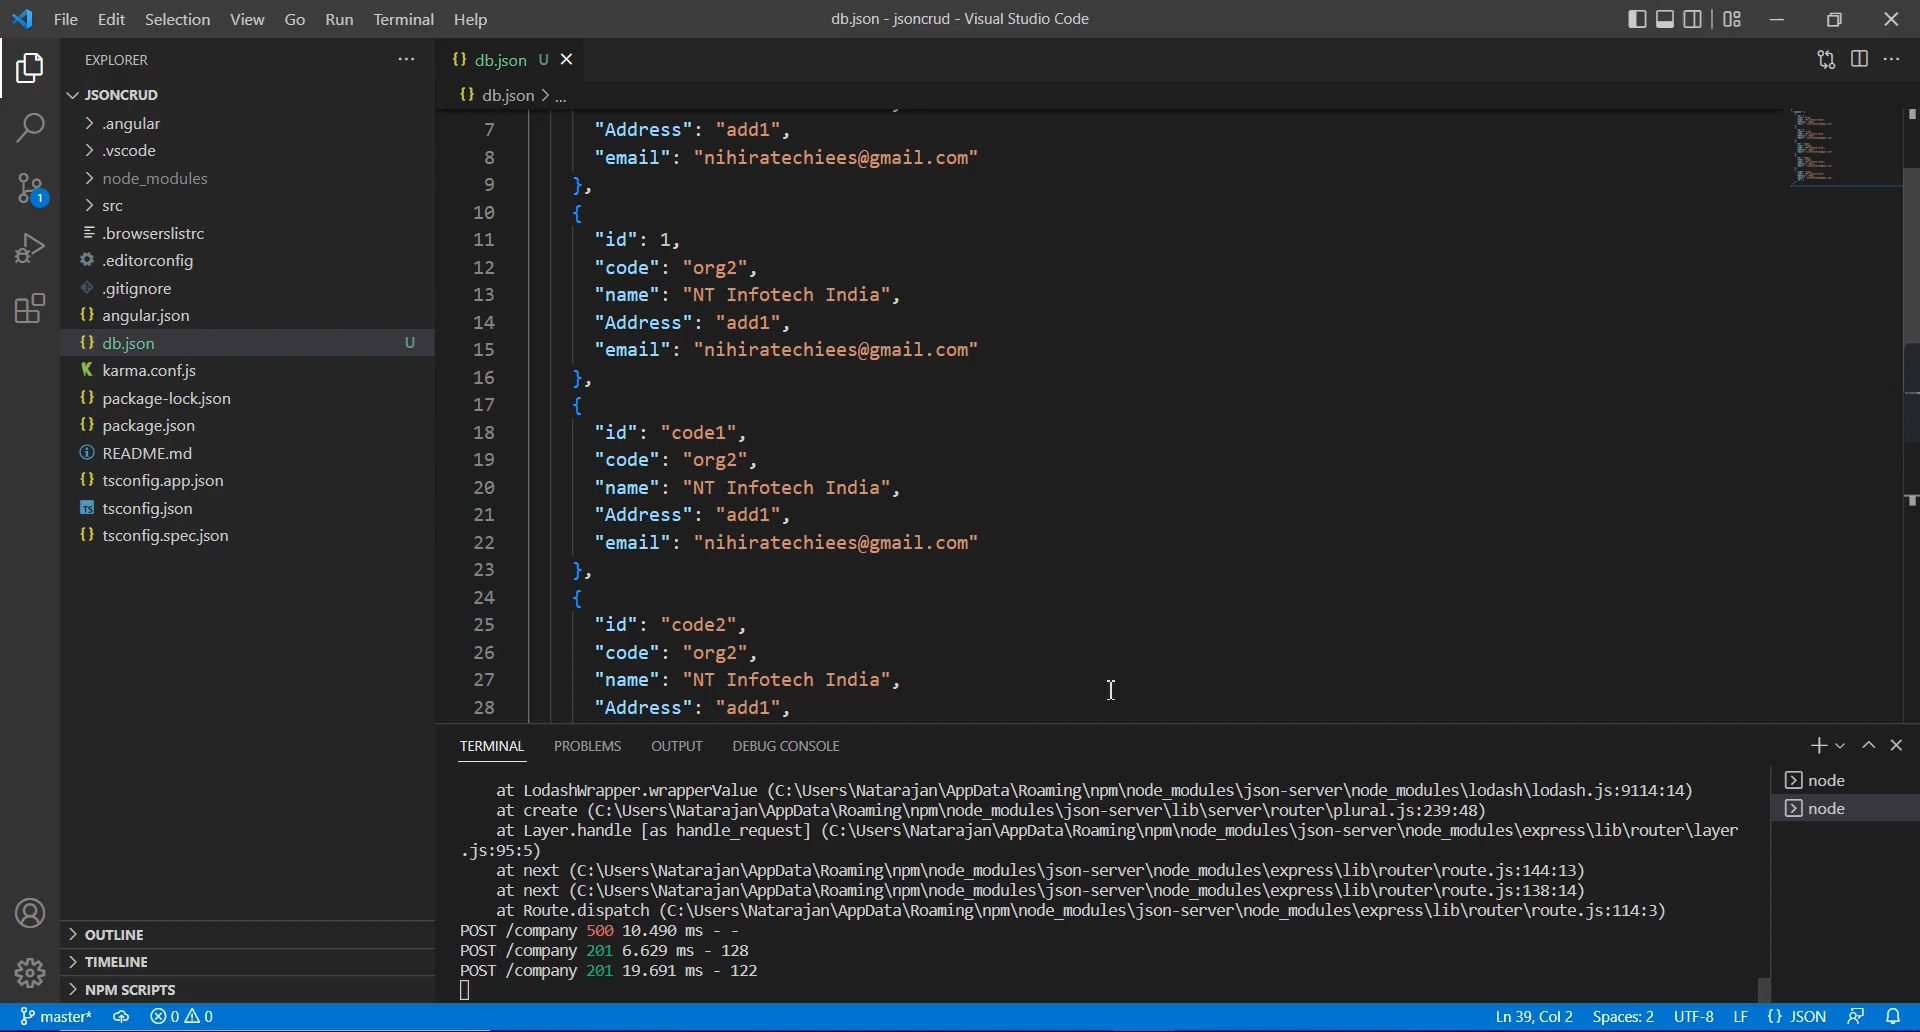 File Edit Selection View Go Run Terminal Help
db.json - jsoncrud - Visual Studio Code
EXPLORER
JSONCRUD
.angular
.vscode
node_modules
src
.browserslistrc
.editorconfig
.gitignore
angular.json
db.json U
karma.conf.js
package-lock.json
package.json
README.md
tsconfig.app.json
tsconfig.json
tsconfig.spec.json
OUTLINE
TIMELINE
NPM SCRIPTS
1
{} db.json U
{} db.json > ...
7 "Address": "add1",
8 "email": "nihiratechiees@gmail.com"
9 },
10 {
11 "id": 1,
12 "code": "org2",
13 "name": "NT Infotech India",
14 "Address": "add1",
15 "email": "nihiratechiees@gmail.com"
16 },
17 {
18 "id": "code1",
19 "code": "org2",
20 "name": "NT Infotech India",
21 "Address": "add1",
22 "email": "nihiratechiees@gmail.com"
23 },
24 {
25 "id": "code2",
26 "code": "org2",
27 "name": "NT Infotech India",
28 "Address": "add1",
TERMINAL PROBLEMS OUTPUT DEBUG CONSOLE
at LodashWrapper.wrapperValue (C:\Users\Natarajan\AppData\Roaming\npm\node_modules\json-server\node_modules\lodash\lodash.js:9114:14)
at create (C:\Users\Natarajan\AppData\Roaming\npm\node_modules\json-server\lib\server\router\plural.js:239:48)
at Layer.handle [as handle_request] (C:\Users\Natarajan\AppData\Roaming\npm\node_modules\json-server\node_modules\express\lib\router\layer
.js:95:5)
at next (C:\Users\Natarajan\AppData\Roaming\npm\node_modules\json-server\node_modules\express\lib\router\route.js:144:13)
at next (C:\Users\Natarajan\AppData\Roaming\npm\node_modules\json-server\node_modules\express\lib\router\route.js:138:14)
at Route.dispatch (C:\Users\Natarajan\AppData\Roaming\npm\node_modules\json-server\node_modules\express\lib\router\route.js:114:3)
POST /company 500 10.490 ms - -
POST /company 201 6.629 ms - 128
POST /company 201 19.691 ms - 122
node
node
master* 0 0
Ln 39, Col 2 Spaces: 2 UTF-8 LF {} JSON